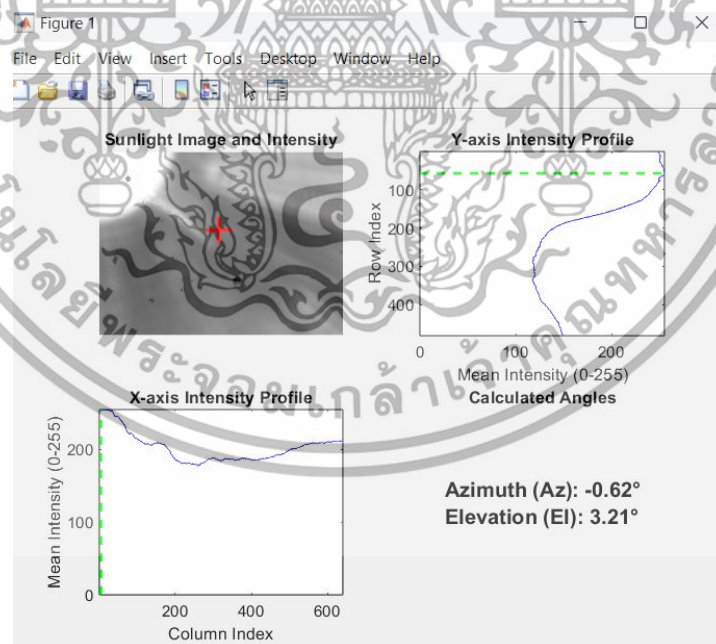 Figure 1
File Edit View Insert Tools Desktop Window Help
Sunlight Image and Intensity
Y-axis Intensity Profile
Row Index
100
200
300
400
0 100 200
Mean Intensity (0-255)
X-axis Intensity Profile
Mean Intensity (0-255)
200
100
0
200 400 600
Column Index
Calculated Angles
Azimuth (Az): -0.62°
Elevation (El): 3.21°